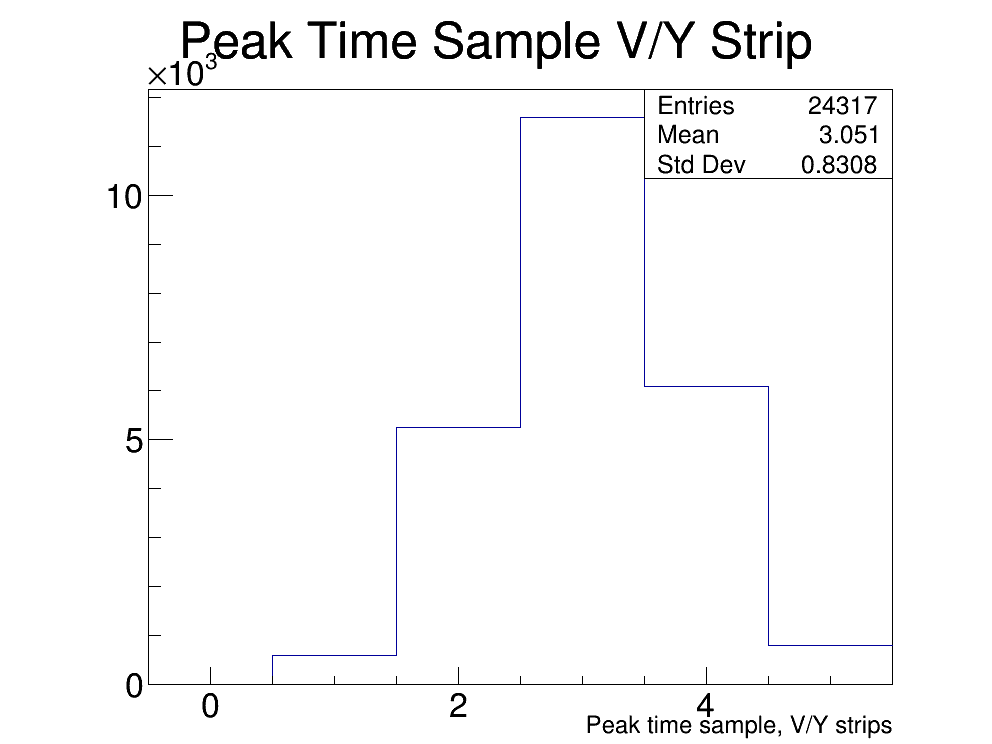 Peak Time Sample V/Y Strip
×10³
Entries 24317
Mean 3.051
Std Dev 0.8308
10
5
0
0 2 4
Peak time sample, V/Y strips